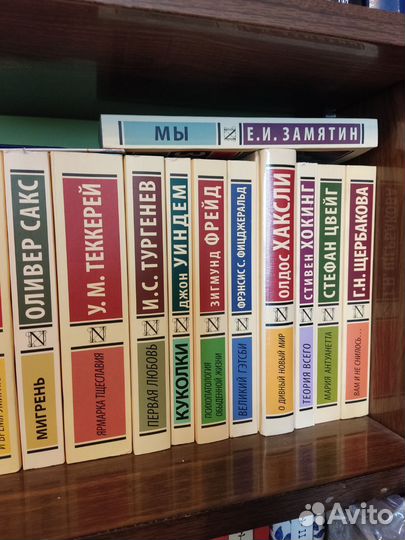 МЫ Е.И. ЗАМЯТИН
ОЛИВЕР САКС
МИГРЕНЬ
У. М. ТЕККЕРЕЙ
ЯРМАРКА ТЩЕСЛАВИЯ
И.С. ТУРГЕНЕВ
ПЕРВАЯ ЛЮБОВЬ
ДЖОН УИНДЕМ
КУКОЛКИ
ЗИГМУНД ФРЕЙД
ПСИХОПАТОЛОГИЯ
ОБЫДЕННОЙ ЖИЗНИ
ФРЭНСИС С. ФИЦДЖЕРАЛЬД
ВЕЛИКИЙ ГЭТСБИ
ОЛДОС ХАКСЛИ
О ДИВНЫЙ НОВЫЙ МИР
СТИВЕН ХОКИНГ
ТЕОРИЯ ВСЕГО
СТЕФАН ЦВЕЙГ
МАРИЯ АНТУАНЕТТА
Г.Н. ЩЕРБАКОВА
ВАМ И НЕ СНИЛОСЬ...
Avito